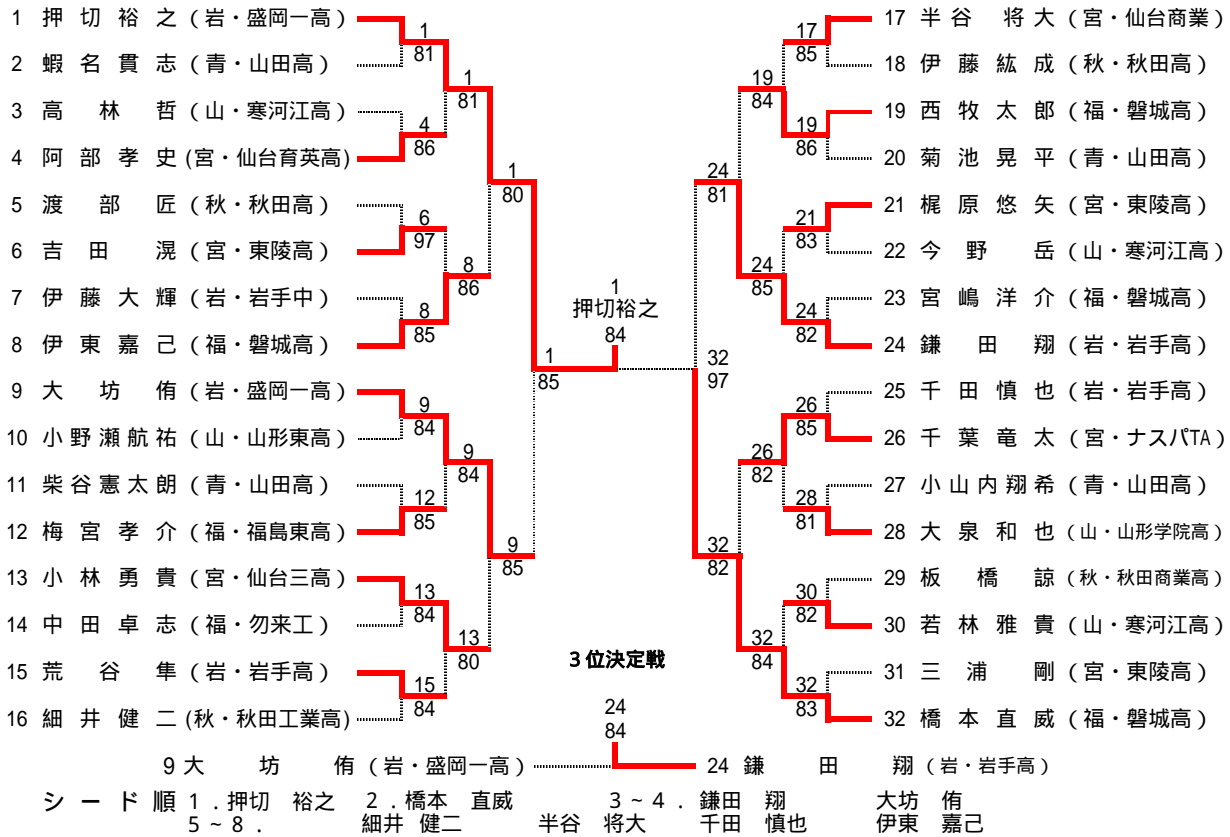 1 押切裕之 (岩・盛岡一高)
2 蝦名貫志 (青・山田高)
3 高林哲 (山・寒河江高)
4 阿部孝史 (宮・仙台育英高)
5 渡部匠 (秋・秋田高)
6 吉田滉 (宮・東陵高)
7 伊藤大輝 (岩・岩手中)
8 伊東嘉己 (福・磐城高)
9 大坊侑 (岩・盛岡一高)
10 小野瀬航祐 (山・山形東高)
11 柴谷憲太朗 (青・山田高)
12 梅宮孝介 (福・福島東高)
13 小林勇貴 (宮・仙台三高)
14 中田卓志 (福・勿来工)
15 荒谷隼 (岩・岩手高)
16 細井健二 (秋・秋田工業高)
1
81
4
86
6
97
8
85
9
84
12
85
13
84
15
84
1
81
8
86
9
84
13
80
1
80
9
85
1
85
1
押切裕之
84
32
97
24
81
32
82
19
84
24
85
26
82
32
84
17
85
19
86
21
83
24
82
26
85
28
81
30
82
32
83
17 半谷将大 (宮・仙台商業)
18 伊藤紘成 (秋・秋田高)
19 西牧太郎 (福・磐城高)
20 菊池晃平 (青・山田高)
21 梶原悠矢 (宮・東陵高)
22 今野岳 (山・寒河江高)
23 宮嶋洋介 (福・磐城高)
24 鎌田翔 (岩・岩手高)
25 千田慎也 (岩・岩手高)
26 千葉竜太 (宮・ナスパTA)
27 小山内翔希 (青・山田高)
28 大泉和也 (山・山形学院高)
29 板橋諒 (秋・秋田商業高)
30 若林雅貴 (山・寒河江高)
31 三浦剛 (宮・東陵高)
32 橋本直威 (福・磐城高)
3位決定戦
24
84
9 大坊侑 (岩・盛岡一高) 24 鎌田翔 (岩・岩手高)
シード順 1.押切 裕之 2.橋本 直威 3~4.鎌田 翔 大坊 侑
5~8. 細井 健二 半谷 将大 千田 慎也 伊東 嘉己